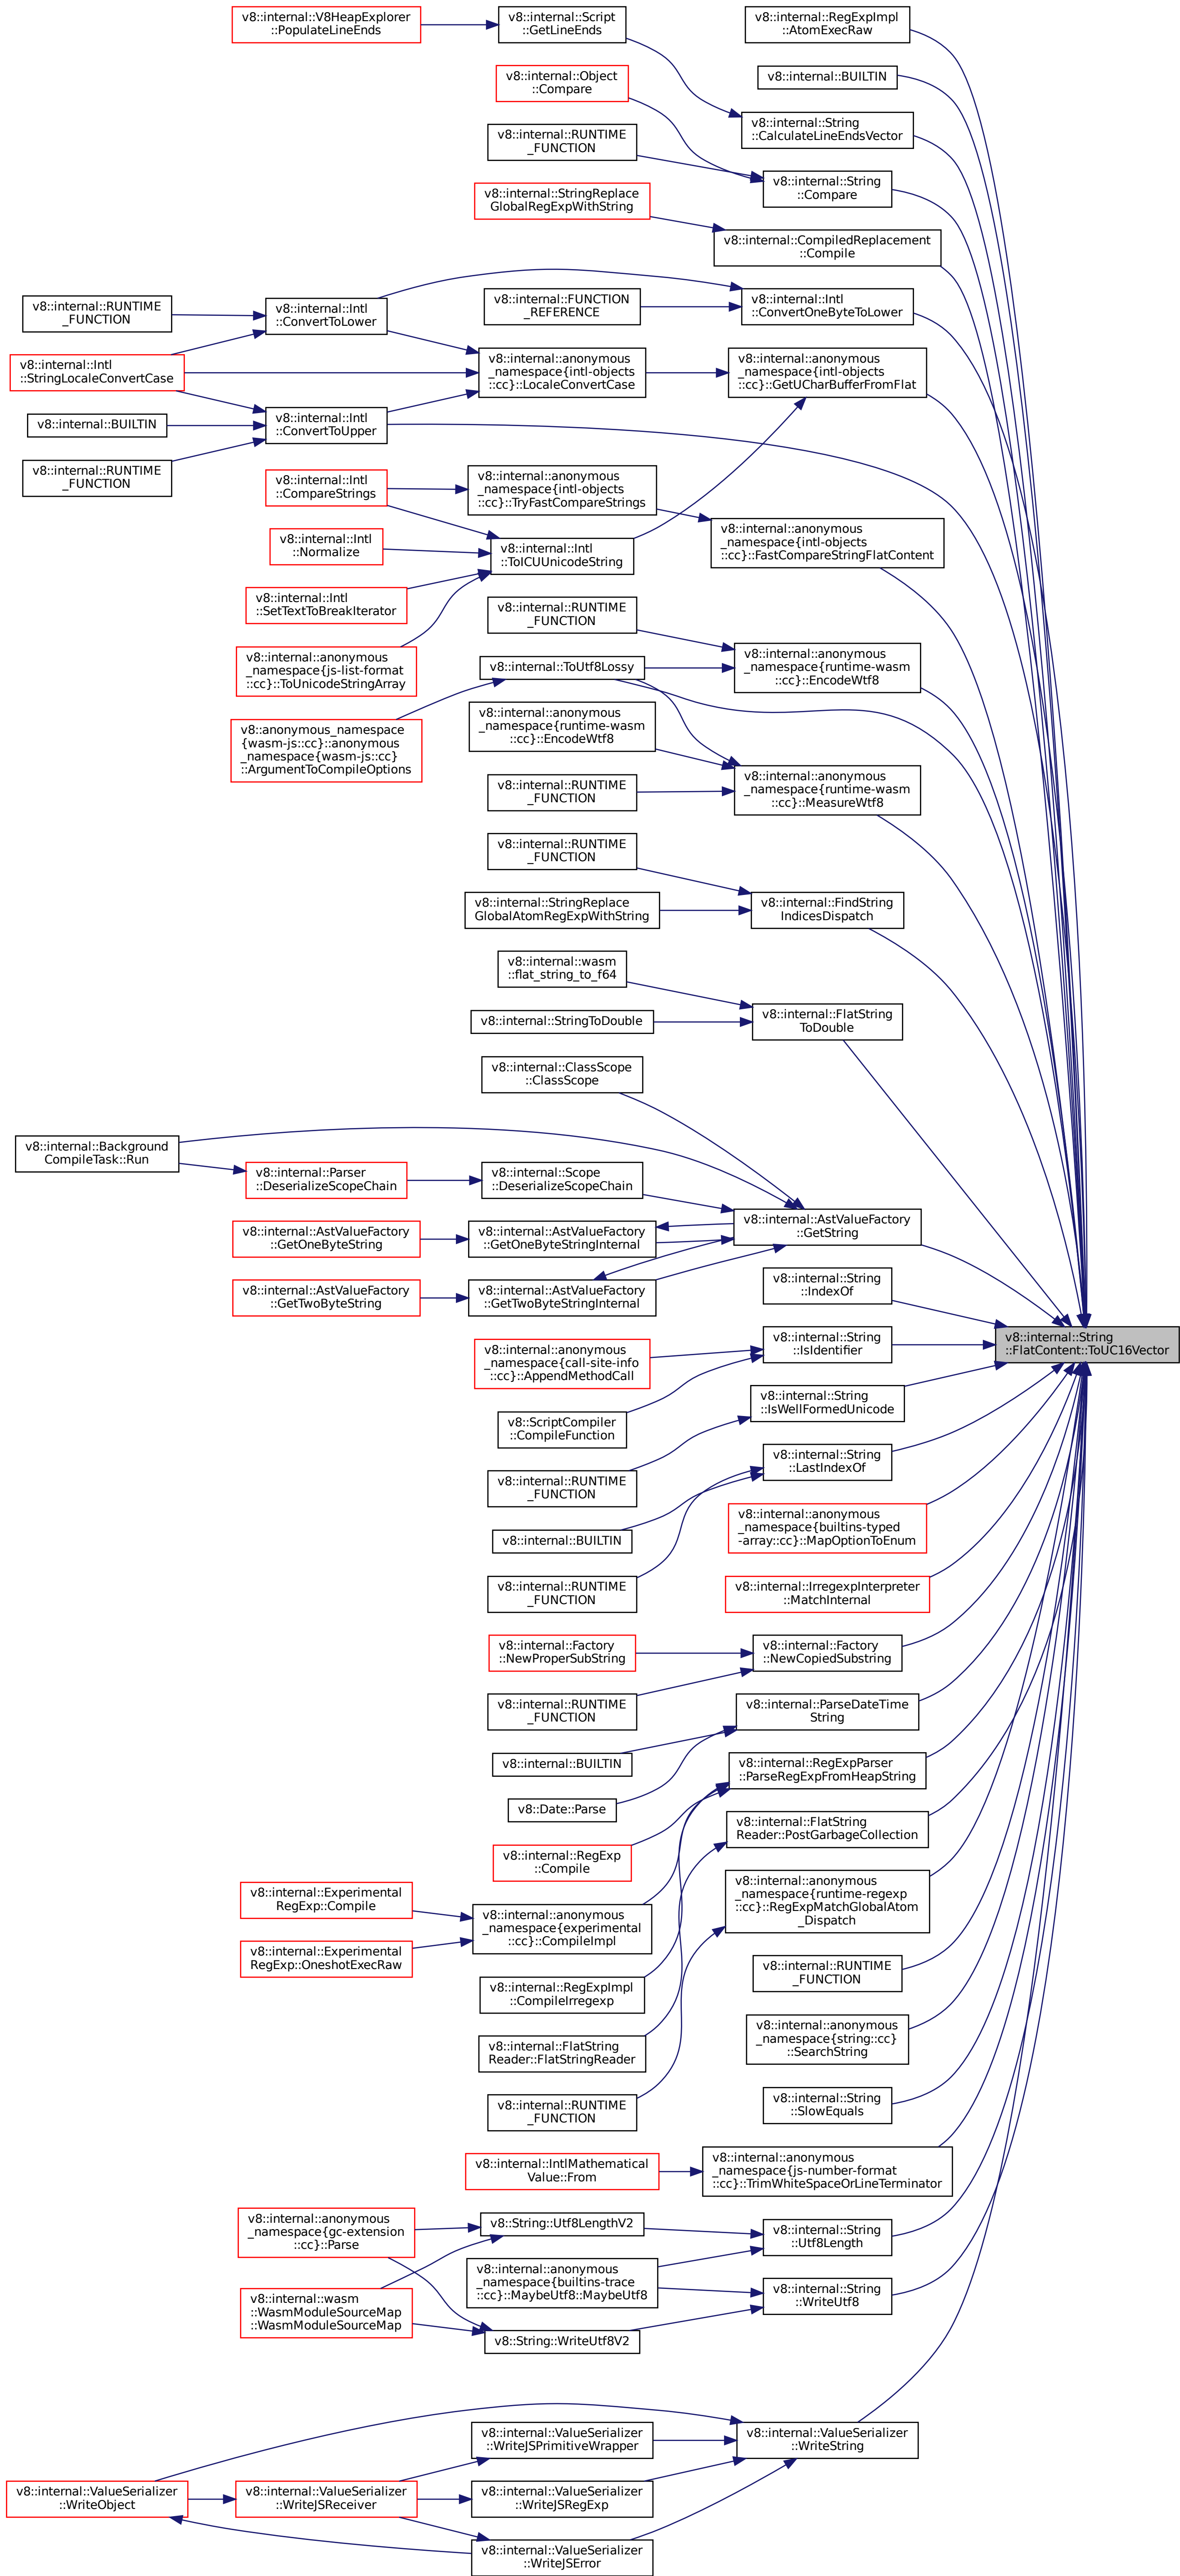 v8::internal::V8HeapExplorer
::PopulateLineEnds
v8::internal::Script
::GetLineEnds
v8::internal::RegExpImpl
::AtomExecRaw
v8::internal::BUILTIN
v8::internal::Object
::Compare
v8::internal::String
::CalculateLineEndsVector
v8::internal::RUNTIME
_FUNCTION
v8::internal::String
::Compare
v8::internal::StringReplace
GlobalRegExpWithString
v8::internal::CompiledReplacement
::Compile
v8::internal::RUNTIME
_FUNCTION
v8::internal::Intl
::ConvertToLower
v8::internal::FUNCTION
_REFERENCE
v8::internal::Intl
::ConvertOneByteToLower
v8::internal::Intl
::StringLocaleConvertCase
v8::internal::anonymous
_namespace{intl-objects
::cc}::LocaleConvertCase
v8::internal::anonymous
_namespace{intl-objects
::cc}::GetUCharBufferFromFlat
v8::internal::BUILTIN
v8::internal::Intl
::ConvertToUpper
v8::internal::RUNTIME
_FUNCTION
v8::internal::Intl
::CompareStrings
v8::internal::anonymous
_namespace{intl-objects
::cc}::TryFastCompareStrings
v8::internal::anonymous
_namespace{intl-objects
::cc}::FastCompareStringFlatContent
v8::internal::Intl
::Normalize
v8::internal::Intl
::ToICUUnicodeString
v8::internal::Intl
::SetTextToBreakIterator
v8::internal::RUNTIME
_FUNCTION
v8::internal::anonymous
_namespace{js-list-format
::cc}::ToUnicodeStringArray
v8::internal::ToUtf8Lossy
v8::internal::anonymous
_namespace{runtime-wasm
::cc}::EncodeWtf8
v8::anonymous_namespace
{wasm-js::cc}::anonymous
_namespace{wasm-js::cc}
::ArgumentToCompileOptions
v8::internal::anonymous
_namespace{runtime-wasm
::cc}::EncodeWtf8
v8::internal::anonymous
_namespace{runtime-wasm
::cc}::MeasureWtf8
v8::internal::RUNTIME
_FUNCTION
v8::internal::RUNTIME
_FUNCTION
v8::internal::StringReplace
GlobalAtomRegExpWithString
v8::internal::FindString
IndicesDispatch
v8::internal::wasm
::flat_string_to_f64
v8::internal::StringToDouble
v8::internal::FlatString
ToDouble
v8::internal::ClassScope
::ClassScope
v8::internal::Background
CompileTask::Run
v8::internal::Parser
::DeserializeScopeChain
v8::internal::Scope
::DeserializeScopeChain
v8::internal::AstValueFactory
::GetOneByteString
v8::internal::AstValueFactory
::GetOneByteStringInternal
v8::internal::AstValueFactory
::GetString
v8::internal::AstValueFactory
::GetTwoByteString
v8::internal::AstValueFactory
::GetTwoByteStringInternal
v8::internal::String
::IndexOf
v8::internal::String
::FlatContent::ToUC16Vector
v8::internal::anonymous
_namespace{call-site-info
::cc}::AppendMethodCall
v8::internal::String
::IsIdentifier
v8::ScriptCompiler
::CompileFunction
v8::internal::String
::IsWellFormedUnicode
v8::internal::RUNTIME
_FUNCTION
v8::internal::String
::LastIndexOf
v8::internal::BUILTIN
v8::internal::anonymous
_namespace{builtins-typed
-array::cc}::MapOptionToEnum
v8::internal::RUNTIME
_FUNCTION
v8::internal::IrregexpInterpreter
::MatchInternal
v8::internal::Factory
::NewProperSubString
v8::internal::Factory
::NewCopiedSubstring
v8::internal::RUNTIME
_FUNCTION
v8::internal::ParseDateTime
String
v8::internal::BUILTIN
v8::Date::Parse
v8::internal::RegExpParser
::ParseRegExpFromHeapString
v8::internal::RegExp
::Compile
v8::internal::FlatString
Reader::PostGarbageCollection
v8::internal::Experimental
RegExp::Compile
v8::internal::anonymous
_namespace{experimental
::cc}::CompileImpl
v8::internal::anonymous
_namespace{runtime-regexp
::cc}::RegExpMatchGlobalAtom
_Dispatch
v8::internal::Experimental
RegExp::OneshotExecRaw
v8::internal::RegExpImpl
::CompileIrregexp
v8::internal::RUNTIME
_FUNCTION
v8::internal::FlatString
Reader::FlatStringReader
v8::internal::anonymous
_namespace{string::cc}
::SearchString
v8::internal::RUNTIME
_FUNCTION
v8::internal::String
::SlowEquals
v8::internal::IntlMathematical
Value::From
v8::internal::anonymous
_namespace{js-number-format
::cc}::TrimWhiteSpaceOrLineTerminator
v8::internal::anonymous
_namespace{gc-extension
::cc}::Parse
v8::String::Utf8LengthV2
v8::internal::String
::Utf8Length
v8::internal::anonymous
_namespace{builtins-trace
::cc}::MaybeUtf8::MaybeUtf8
v8::internal::wasm
::WasmModuleSourceMap
::WasmModuleSourceMap
v8::internal::String
::WriteUtf8
v8::String::WriteUtf8V2
v8::internal::ValueSerializer
::WriteJSPrimitiveWrapper
v8::internal::ValueSerializer
::WriteString
v8::internal::ValueSerializer
::WriteObject
v8::internal::ValueSerializer
::WriteJSReceiver
v8::internal::ValueSerializer
::WriteJSRegExp
v8::internal::ValueSerializer
::WriteJSError